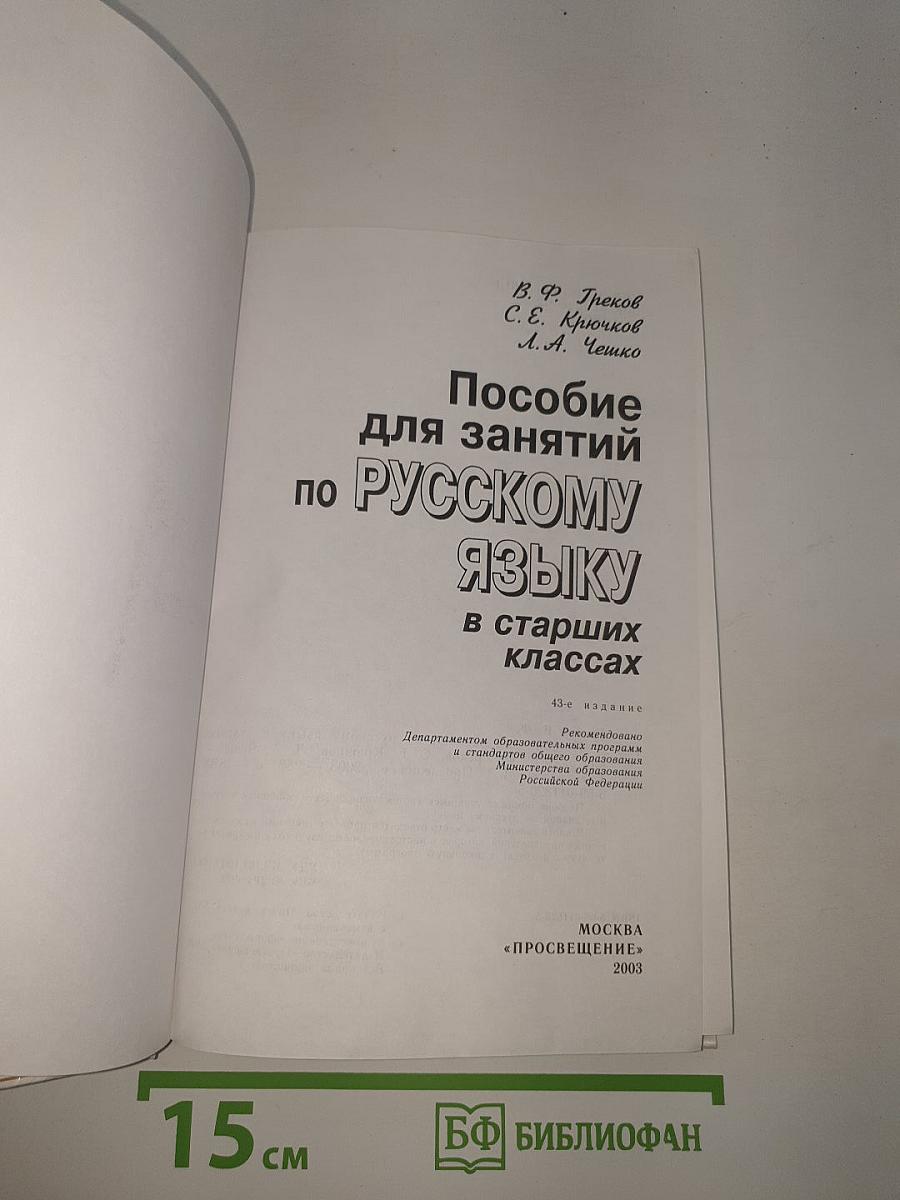 В. Ф. Греков
С. Е. Крючков
Л. А. Чешко
Пособие
для занятий
по РУССКОМУ
ЯЗЫКУ
в старших
классах
43-е издание
Рекомендовано
Департаментом образовательных программ
и стандартов общего образования
Министерства образования
Российской Федерации
МОСКВА
«ПРОСВЕЩЕНИЕ»
2003
15 см
БФ БИБЛИОФАН